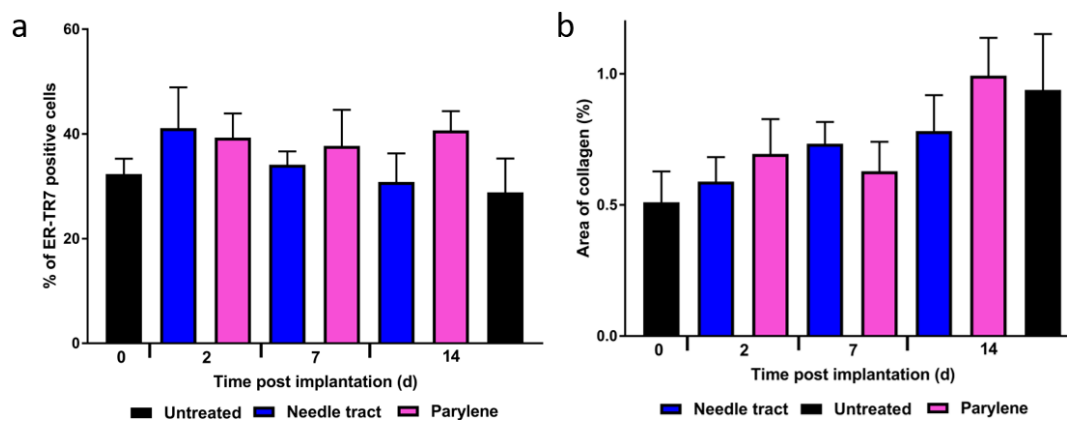 a
60
40
20
0
% of ER-TR7 positive cells
0 2 7 14
Time post implantation (d)
Untreated Needle tract Parylene
b
1.0
0.5
0.0
Area of collagen (%)
0 2 7 14
Time post implantation (d)
Needle tract Untreated Parylene